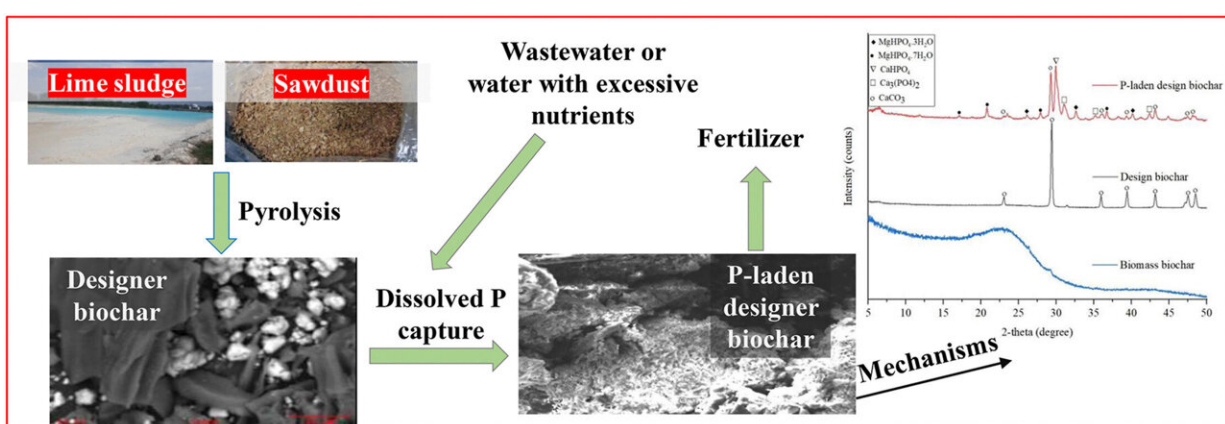 Lime sludge
Sawdust
Pyrolysis
Wastewater or
water with excessive
nutrients
Designer
biochar
Dissolved P
capture
Fertilizer
P-laden
designer
biochar
Mechanisms
MgHPO₄.3H₂O
MgHPO₄.7H₂O
CaHPO₄
Ca₃(PO4)₂
CaCO₃
P-laden design biochar
Design biochar
Biomass biochar
Intensity (counts)
5 10 15 20 25 30 35 40 45 50
2-theta (degree)